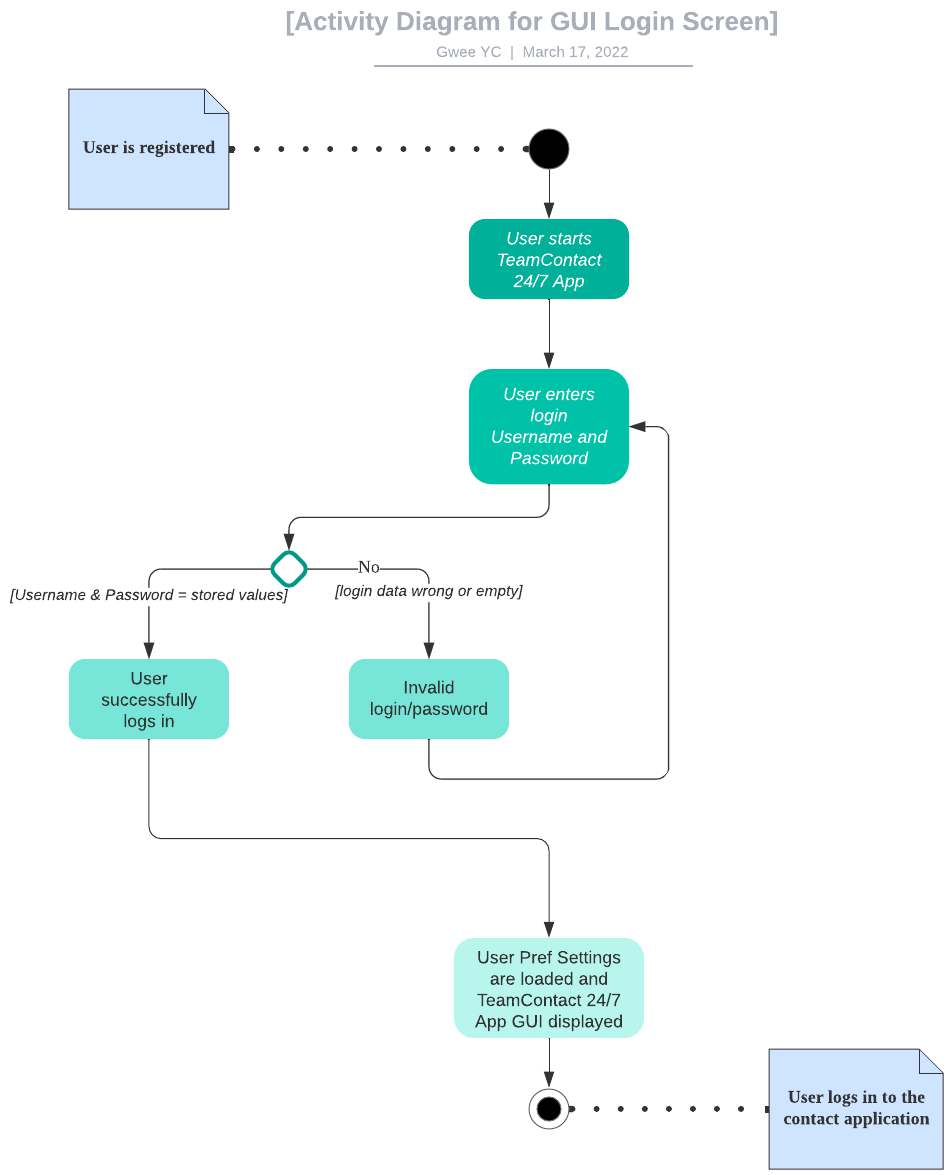 [Activity Diagram for GUI Login Screen]
Gwee YC | March 17, 2022
User is registered
User starts
TeamContact
24/7 App
User enters
login
Username and
Password
No
[Username & Password = stored values]
[login data wrong or empty]
User
successfully
logs in
Invalid
login/password
User Pref Settings
are loaded and
TeamContact 24/7
App GUI displayed
User logs in to the
contact application